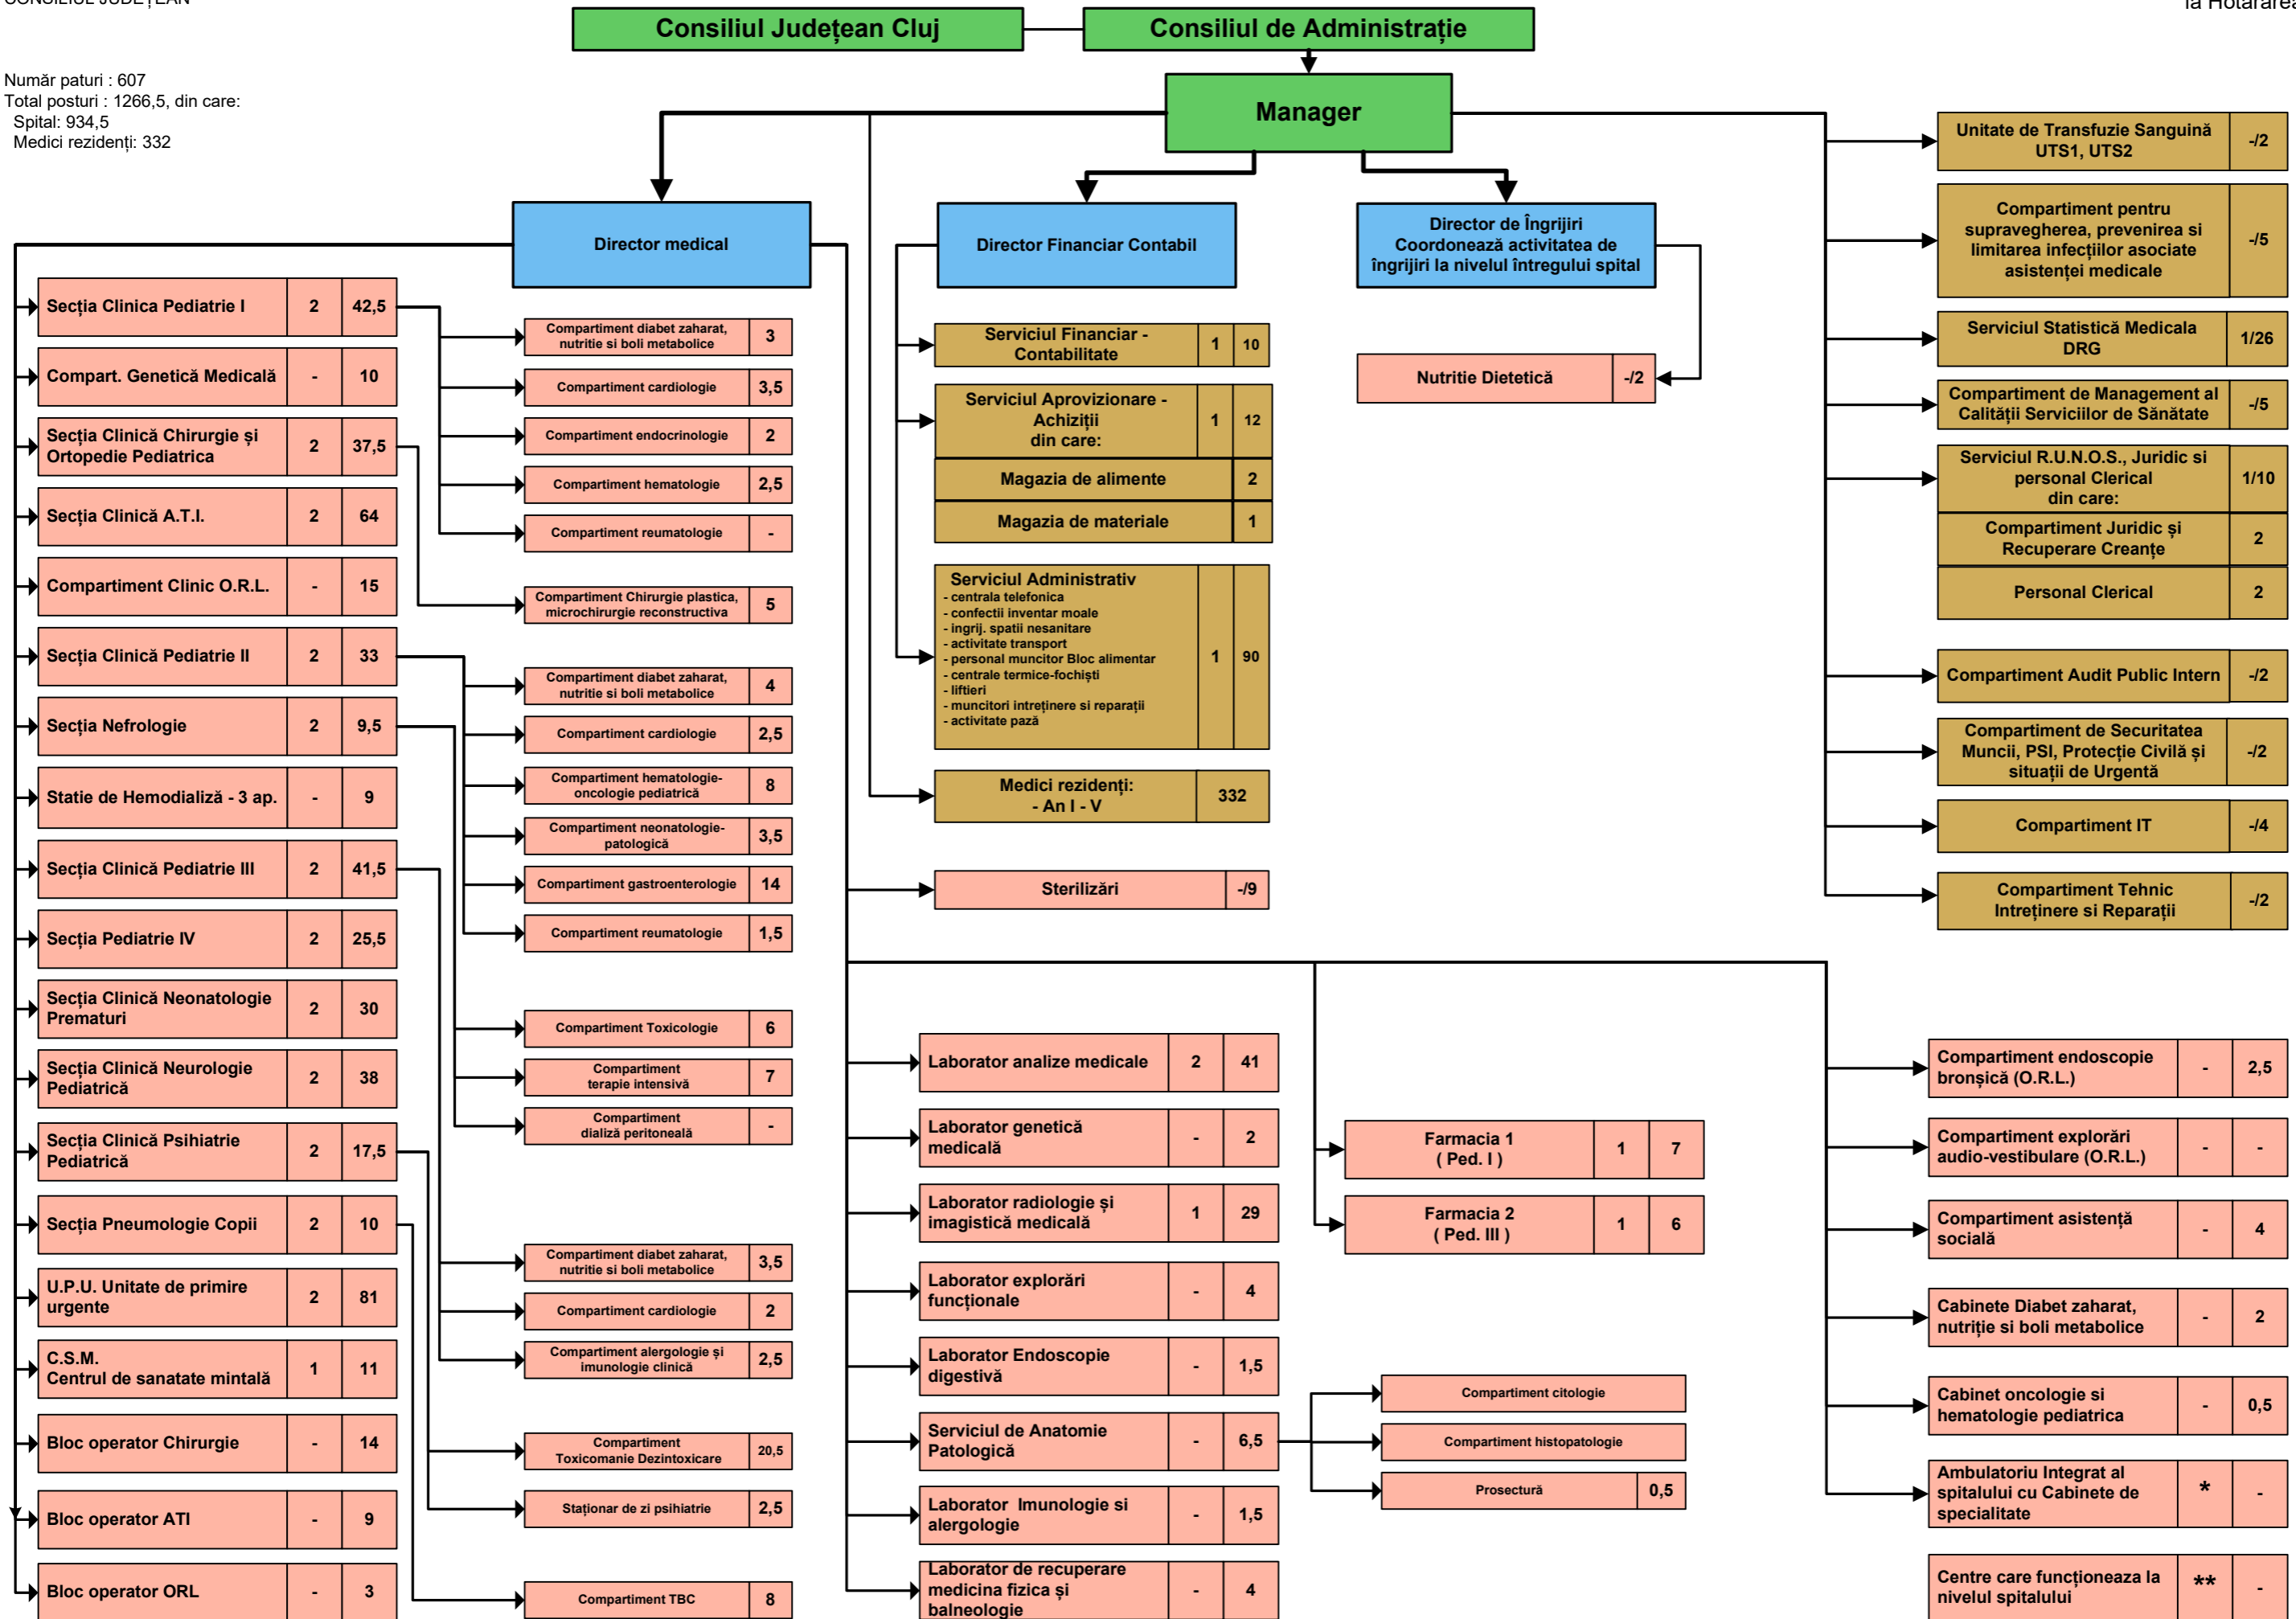 Consiliul Județean Cluj
Consiliul de Administrație
Număr paturi : 607
Total posturi : 1266,5, din care:
Spital: 934,5
Medici rezidenți: 332
Manager
Director medical
Director Financiar Contabil
Director de Îngrijiri
Coordonează activitatea de
îngrijiri la nivelul întregului spital
Secția Clinica Pediatrie I 2 42,5
Compart. Genetică Medicală - 10
Secția Clinică Chirurgie și
Ortopedie Pediatrica 2 37,5
Secția Clinică A.T.I. 2 64
Compartiment Clinic O.R.L. - 15
Secția Clinică Pediatrie II 2 33
Secția Nefrologie 2 9,5
Statie de Hemodializă - 3 ap. - 9
Secția Clinică Pediatrie III 2 41,5
Secția Pediatrie IV 2 25,5
Secția Clinică Neonatologie
Prematuri 2 30
Secția Clinică Neurologie
Pediatrică 2 38
Secția Clinică Psihiatrie
Pediatrică 2 17,5
Secția Pneumologie Copii 2 10
U.P.U. Unitate de primire
urgente 2 81
C.S.M.
Centrul de sanatate mintală 1 11
Bloc operator Chirurgie - 14
Bloc operator ATI - 9
Bloc operator ORL - 3
Compartiment diabet zaharat,
nutritie si boli metabolice 3
Compartiment cardiologie 3,5
Compartiment endocrinologie 2
Compartiment hematologie 2,5
Compartiment reumatologie -
Compartiment Chirurgie plastica,
microchirurgie reconstructiva 5
Compartiment diabet zaharat,
nutritie si boli metabolice 4
Compartiment cardiologie 2,5
Compartiment hematologie-
oncologie pediatrică 8
Compartiment neonatologie-
patologică 3,5
Compartiment gastroenterologie 14
Compartiment reumatologie 1,5
Compartiment Toxicologie 6
Compartiment
terapie intensivă 7
Compartiment
dializă peritoneală -
Compartiment diabet zaharat,
nutritie si boli metabolice 3,5
Compartiment cardiologie 2
Compartiment alergologie și
imunologie clinică 2,5
Compartiment
Toxicomanie Dezintoxicare 20,5
Staționar de zi psihiatrie 2,5
Compartiment TBC 8
Serviciul Financiar -
Contabilitate 1 10
Serviciul Aprovizionare -
Achiziții
din care: 1 12
Magazia de alimente 2
Magazia de materiale 1
Serviciul Administrativ
- centrala telefonica
- confectii inventar moale
- ingrij. spatii nesanitare
- activitate transport
- personal muncitor Bloc alimentar 1 90
- centrale termice-fochiști
- liftieri
- muncitori intreținere si reparații
- activitate pază
Medici rezidenți:
- An I - V 332
Sterilizări -/9
Nutritie Dietetică -/2
Laborator analize medicale 2 41
Laborator genetică
medicală - 2
Laborator radiologie și
imagistică medicală 1 29
Laborator explorări
funcționale - 4
Laborator Endoscopie
digestivă - 1,5
Serviciul de Anatomie
Patologică - 6,5
Laborator Imunologie si
alergologie - 1,5
Laborator de recuperare
medicina fizica și
balneologie - 4
Farmacia 1
( Ped. I ) 1 7
Farmacia 2
( Ped. III ) 1 6
Compartiment citologie
Compartiment histopatologie
Prosectură 0,5
Unitate de Transfuzie Sanguină
UTS1, UTS2 -/2
Compartiment pentru
supravegherea, prevenirea si
limitarea infecțiilor asociate
asistenței medicale -/5
Serviciul Statistică Medicala
DRG 1/26
Compartiment de Management al
Calității Serviciilor de Sănătate -/5
Serviciul R.U.N.O.S., Juridic si
personal Clerical
din care: 1/10
Compartiment Juridic și
Recuperare Creanțe 2
Personal Clerical 2
Compartiment Audit Public Intern -/2
Compartiment de Securitatea
Muncii, PSI, Protecție Civilă și
situații de Urgentă -/2
Compartiment IT -/4
Compartiment Tehnic
Intreținere si Reparații -/2
Compartiment endoscopie
bronșică (O.R.L.) - 2,5
Compartiment explorări
audio-vestibulare (O.R.L.) - -
Compartiment asistență
socială - 4
Cabinete Diabet zaharat,
nutriție si boli metabolice - 2
Cabinet oncologie si
hematologie pediatrica - 0,5
Ambulatoriu Integrat al
spitalului cu Cabinete de
specialitate * -
Centre care funcționeaza la
nivelul spitalului ** -